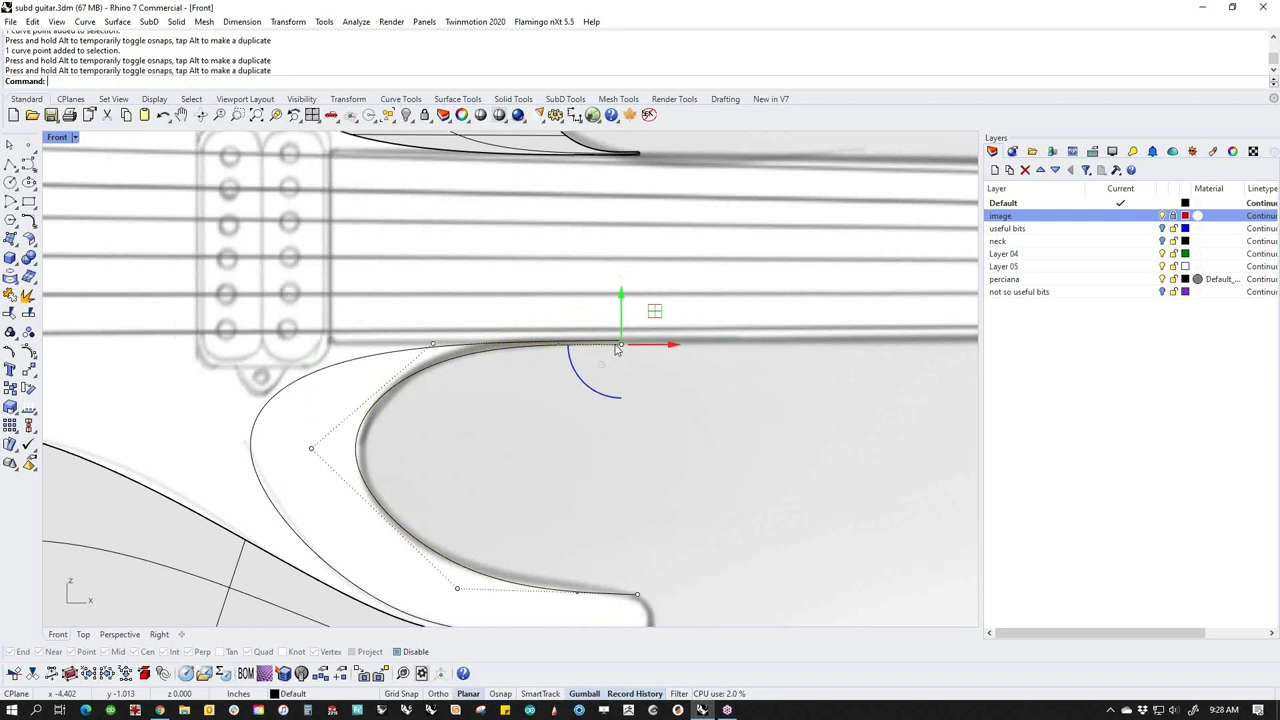 subd guitar.3dm (67 MB) - Rhino 7 Commercial - [Front]
File Edit View Curve Surface SubD Solid Mesh Dimension Transform Tools Analyze Render Panels Twinmotion 2020 Flamingo nXt 5.5 Help
1 curve point added to selection.
Press and hold Alt to temporarily toggle osnaps, tap Alt to make a duplicate
1 curve point added to selection.
Press and hold Alt to temporarily toggle osnaps, tap Alt to make a duplicate
Press and hold Alt to temporarily toggle osnaps, tap Alt to make a duplicate
Command:
Standard CPlanes Set View Display Select Viewport Layout Visibility Transform Curve Tools Surface Tools Solid Tools SubD Tools Mesh Tools Render Tools Drafting New in V7
Front
Layers
Layer Current Material Linetype
Default Continuc
image Continuc
useful bits Continuc
neck Continuc
Layer 04 Continuc
Layer 05 Continuc
perciana Default_... Continuc
not so useful bits Continuc
z
x
Front Top Perspective Right
End Near Point Mid Cen Int Perp Tan Quad Knot Vertex Project Disable
BOM
CPlane x -4.402 y -1.013 z 0.000 Inches Default Grid Snap Ortho Planar Osnap SmartTrack Gumball Record History Filter CPU use: 2.0 %
9:28 AM